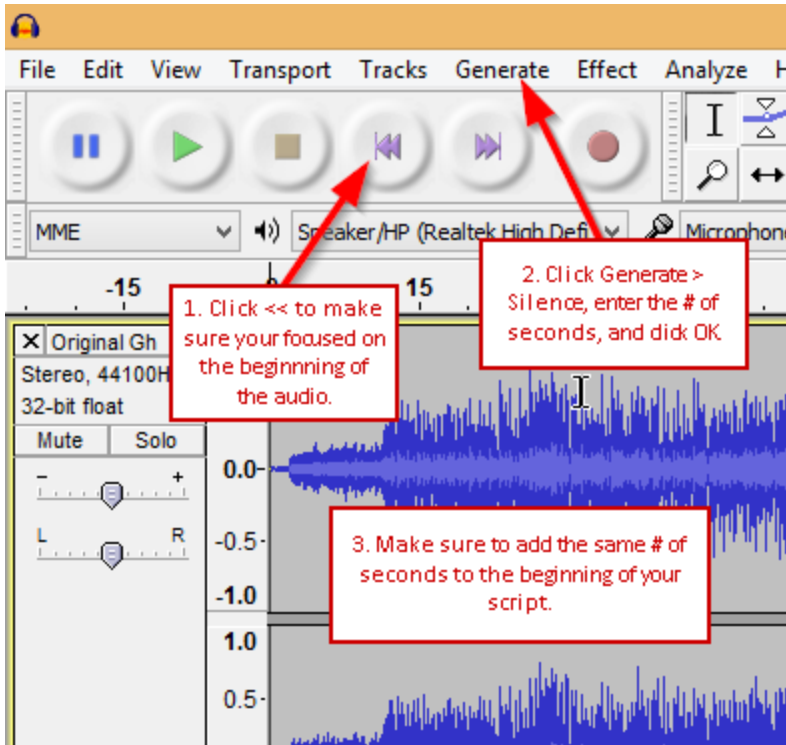 File Edit View Transport Tracks Generate Effect Analyze
MME
Speaker/HP (Realtek High Defi
Microphone
-15
15
1. Click << to make
sure your focused on
the beginnning of
the audio.
2. Click Generate >
Silence, enter the # of
seconds, and click OK.
X Original Gh
Stereo, 44100H
32-bit float
Mute Solo
- +
L R
0.0-
-0.5-
-1.0
3. Make sure to add the same # of
seconds to the beginning of your
script.
1.0
0.5-